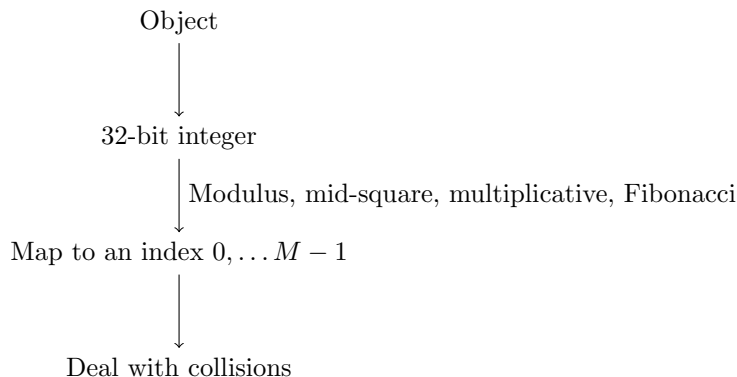 Object
32-bit integer
Modulus, mid-square, multiplicative, Fibonacci
Map to an index 0, . . . M − 1
Deal with collisions